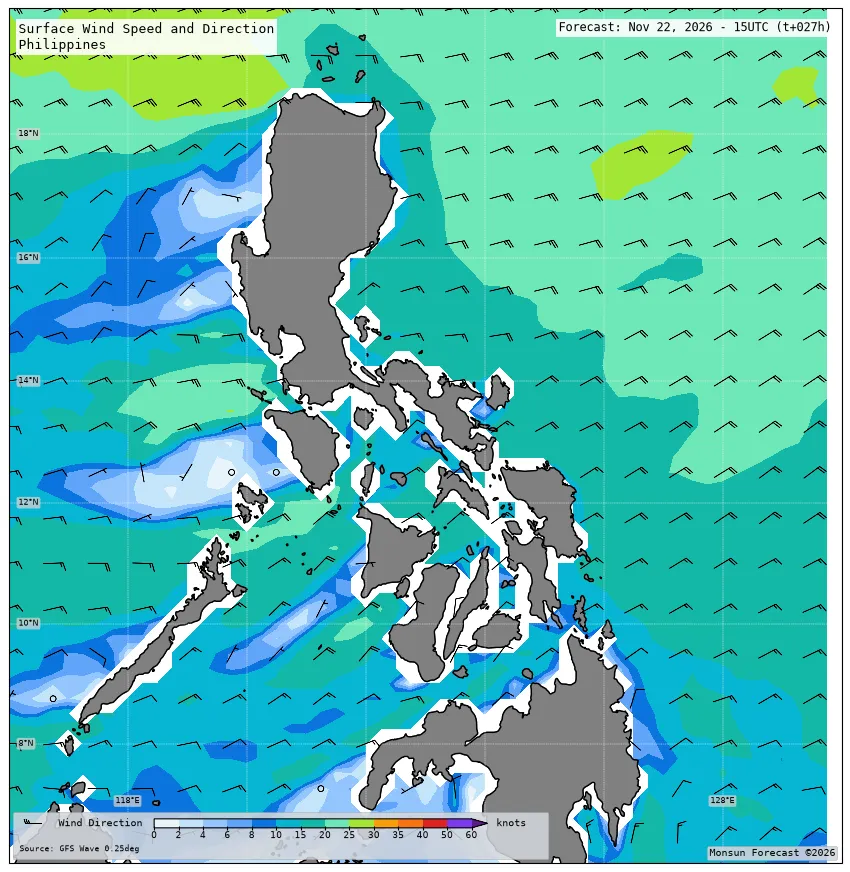 Surface Wind Speed and Direction
Philippines
Forecast: Nov 22, 2026 - 15UTC (t+027h)
18°N
16°N
14°N
12°N
10°N
8°N
118°E
128°E
Wind Direction
knots
0 2 4 6 8 10 15 20 25 30 35 40 50 60
Source: GFS Wave 0.25deg
Monsun Forecast ©2026